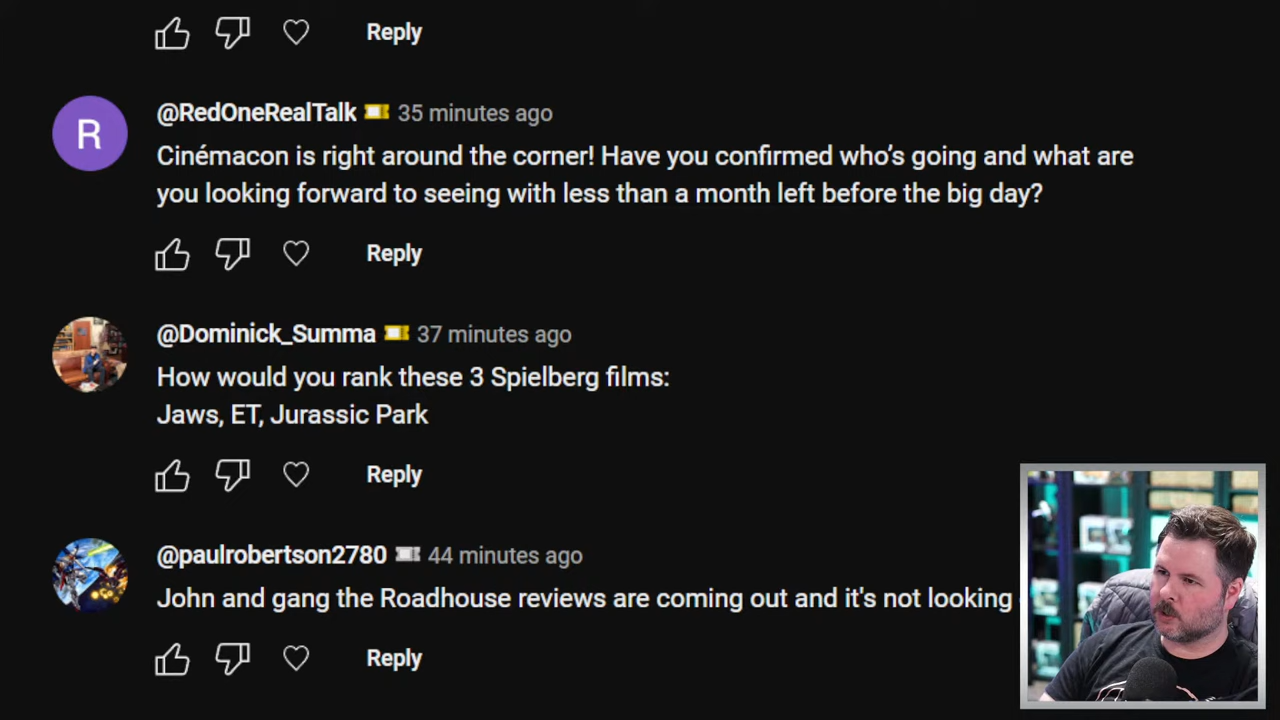 Reply
R
@RedOneRealTalk 35 minutes ago
Cinémacon is right around the corner! Have you confirmed who's going and what are
you looking forward to seeing with less than a month left before the big day?
Reply
@Dominick_Summa 37 minutes ago
How would you rank these 3 Spielberg films:
Jaws, ET, Jurassic Park
Reply
@paulrobertson2780 44 minutes ago
John and gang the Roadhouse reviews are coming out and it's not looking
Reply